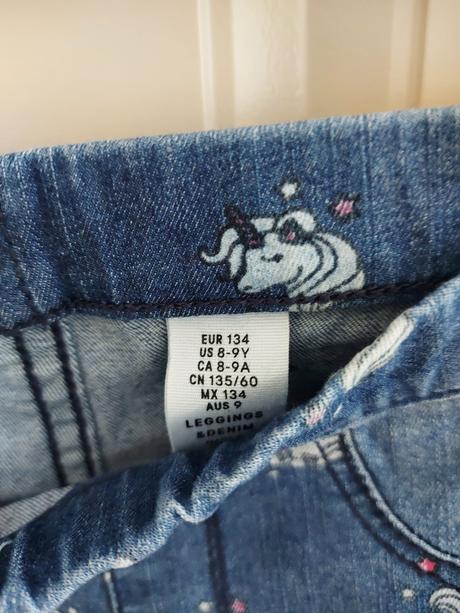 EUR 134
US 8-9Y
CA 8-9A
CN 135/60
MX 134
AUS 9
LEGGINGS
&DENIM